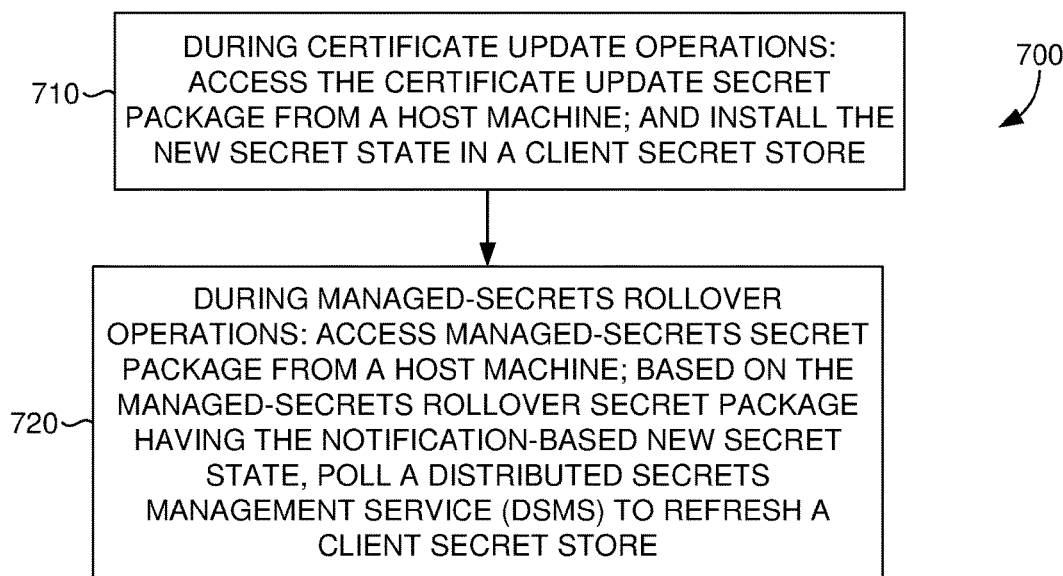 700
710
DURING CERTIFICATE UPDATE OPERATIONS:
ACCESS THE CERTIFICATE UPDATE SECRET
PACKAGE FROM A HOST MACHINE; AND INSTALL THE
NEW SECRET STATE IN A CLIENT SECRET STORE
720
DURING MANAGED-SECRETS ROLLOVER
OPERATIONS: ACCESS MANAGED-SECRETS SECRET
PACKAGE FROM A HOST MACHINE; BASED ON THE
MANAGED-SECRETS ROLLOVER SECRET PACKAGE
HAVING THE NOTIFICATION-BASED NEW SECRET
STATE, POLL A DISTRIBUTED SECRETS
MANAGEMENT SERVICE (DSMS) TO REFRESH A
CLIENT SECRET STORE